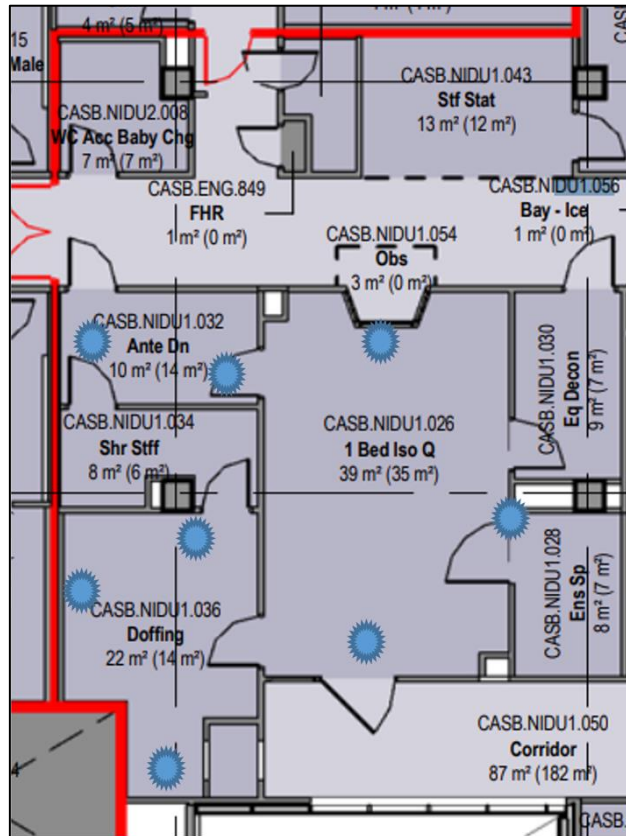 4 m² (5 m²)
15
Male
CASB.NIDU1.043
Stf Stat
13 m² (12 m²)
CASB.NIDU2.008
WC Acc Baby Chg
7 m² (7 m²)
CASB.ENG.849
FHR
1 m² (0 m²)
CASB.NIDU1.056
Bay - Ice
1 m² (0 m²)
CASB.NIDU1.054
Obs
3 m² (0 m²)
CASB.NIDU1.032
Ante Dn
10 m² (14 m²)
CASB.NIDU1.030
Eq Decon
9 m² (7 m²)
CASB.NIDU1.034
Shr Stff
8 m² (6 m²)
CASB.NIDU1.026
1 Bed Iso Q
39 m² (35 m²)
CASB.NIDU1.028
Ens Sp
8 m² (7 m²)
CASB.NIDU1.036
Doffing
22 m² (14 m²)
CASB.NIDU1.050
Corridor
87 m² (182 m²)
4
CASB.